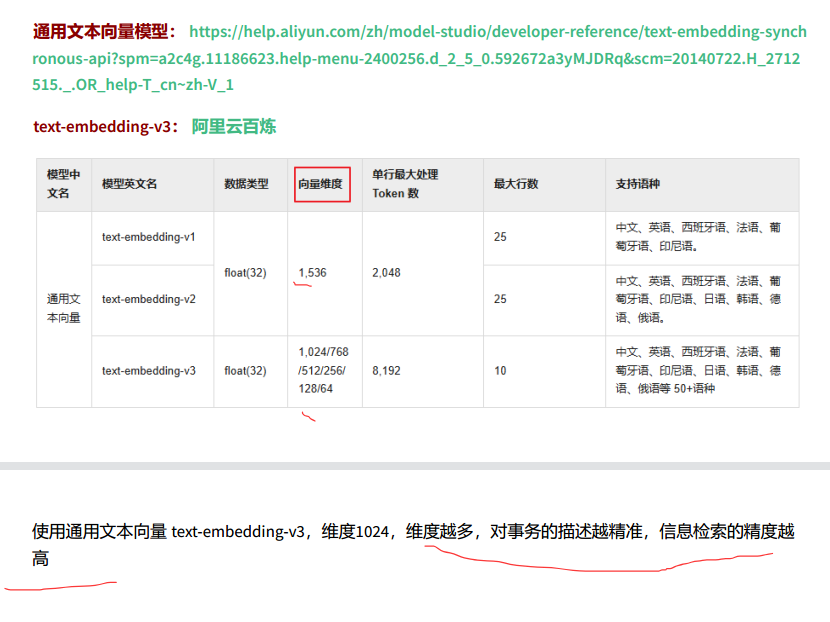 通用文本向量模型： https://help.aliyun.com/zh/model-studio/developer-reference/text-embedding-synch
ronous-api?spm=a2c4g.11186623.help-menu-2400256.d_2_5_0.592672a3yMJDRq&scm=20140722.H_2712
515._.OR_help-T_cn~zh-V_1
text-embedding-v3： 阿里云百炼
模型中
文名
模型英文名
数据类型
向量维度
单行最大处理
Token 数
最大行数
支持语种
通用文
本向量
text-embedding-v1
float(32)
1,536
2,048
25
中文、英语、西班牙语、法语、葡
萄牙语、印尼语。
text-embedding-v2
25
中文、英语、西班牙语、法语、葡
萄牙语、印尼语、日语、韩语、德
语、俄语。
text-embedding-v3
float(32)
1,024/768
/512/256/
128/64
8,192
10
中文、英语、西班牙语、法语、葡
萄牙语、印尼语、日语、韩语、德
语、俄语等 50+语种
使用通用文本向量 text-embedding-v3，维度1024，维度越多，对事务的描述越精准，信息检索的精度越
高